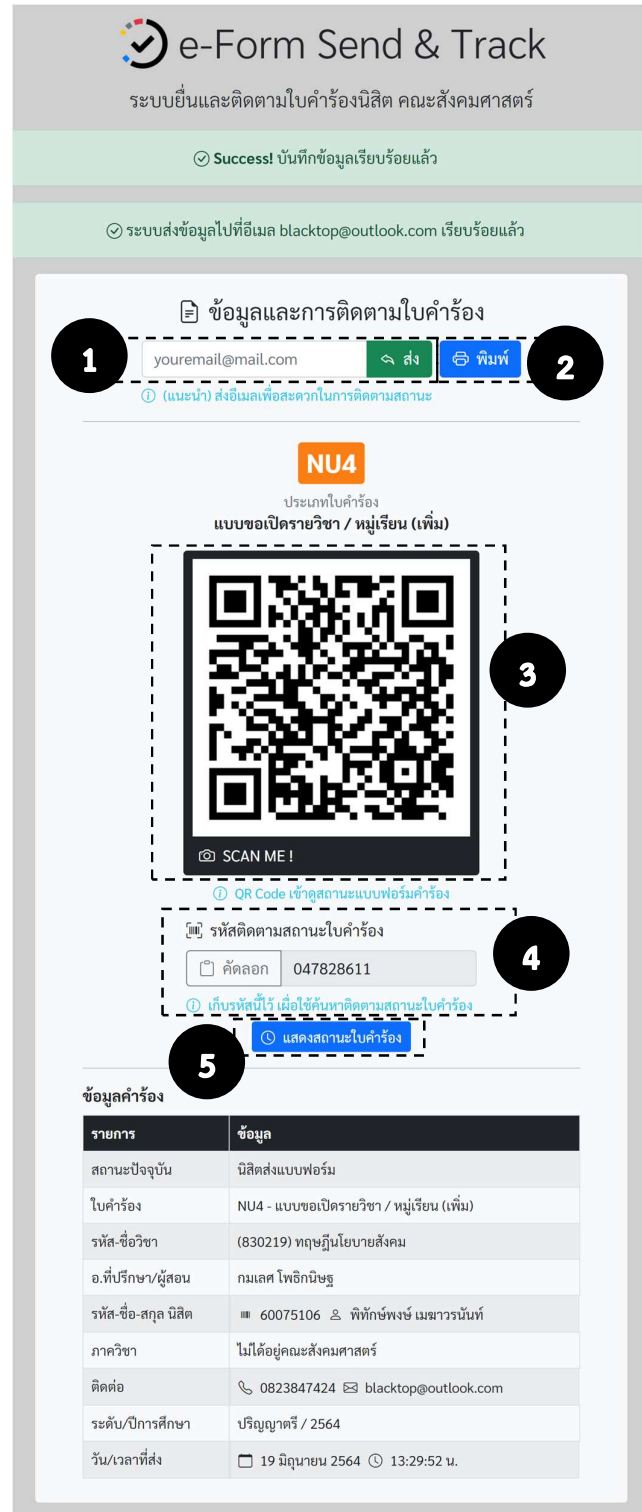 e-Form Send & Track
ระบบยื่นและติดตามใบคำร้องนิสิต คณะสังคมศาสตร์
Success! บันทึกข้อมูลเรียบร้อยแล้ว
ระบบส่งข้อมูลไปที่อีเมล blacktop@outlook.com เรียบร้อยแล้ว
ข้อมูลและการติดตามใบคำร้อง
1 youremail@mail.com ส่ง พิมพ์ 2
(แนะนำ) ส่งอีเมลเพื่อสะดวกในการติดตามสถานะ
NU4
ประเภทใบคำร้อง
แบบขอเปิดรายวิชา / หมู่เรียน (เพิ่ม)
3
SCAN ME !
QR Code เข้าดูสถานะแบบฟอร์มคำร้อง
รหัสติดตามสถานะใบคำร้อง
4
คัดลอก 047828611
เก็บรหัสนี้ไว้ เผื่อใช้ค้นหาติดตามสถานะใบคำร้อง
แสดงสถานะใบคำร้อง
5
ข้อมูลคำร้อง
รายการ ข้อมูล
สถานะปัจจุบัน นิสิตส่งแบบฟอร์ม
ใบคำร้อง NU4 - แบบขอเปิดรายวิชา / หมู่เรียน (เพิ่ม)
รหัส-ชื่อวิชา (830219) ทฤษฎีนโยบายสังคม
อ.ที่ปรึกษา/ผู้สอน กมเลศ โพธิกนิษฐ
รหัส-ชื่อ-สกุล นิสิต 60075106 พิทักษ์พงษ์ เมฆาวรนันท์
ภาควิชา ไม่ได้อยู่คณะสังคมศาสตร์
ติดต่อ 0823847424 blacktop@outlook.com
ระดับ/ปีการศึกษา ปริญญาตรี / 2564
วัน/เวลาที่ส่ง 19 มิถุนายน 2564 13:29:52 น.